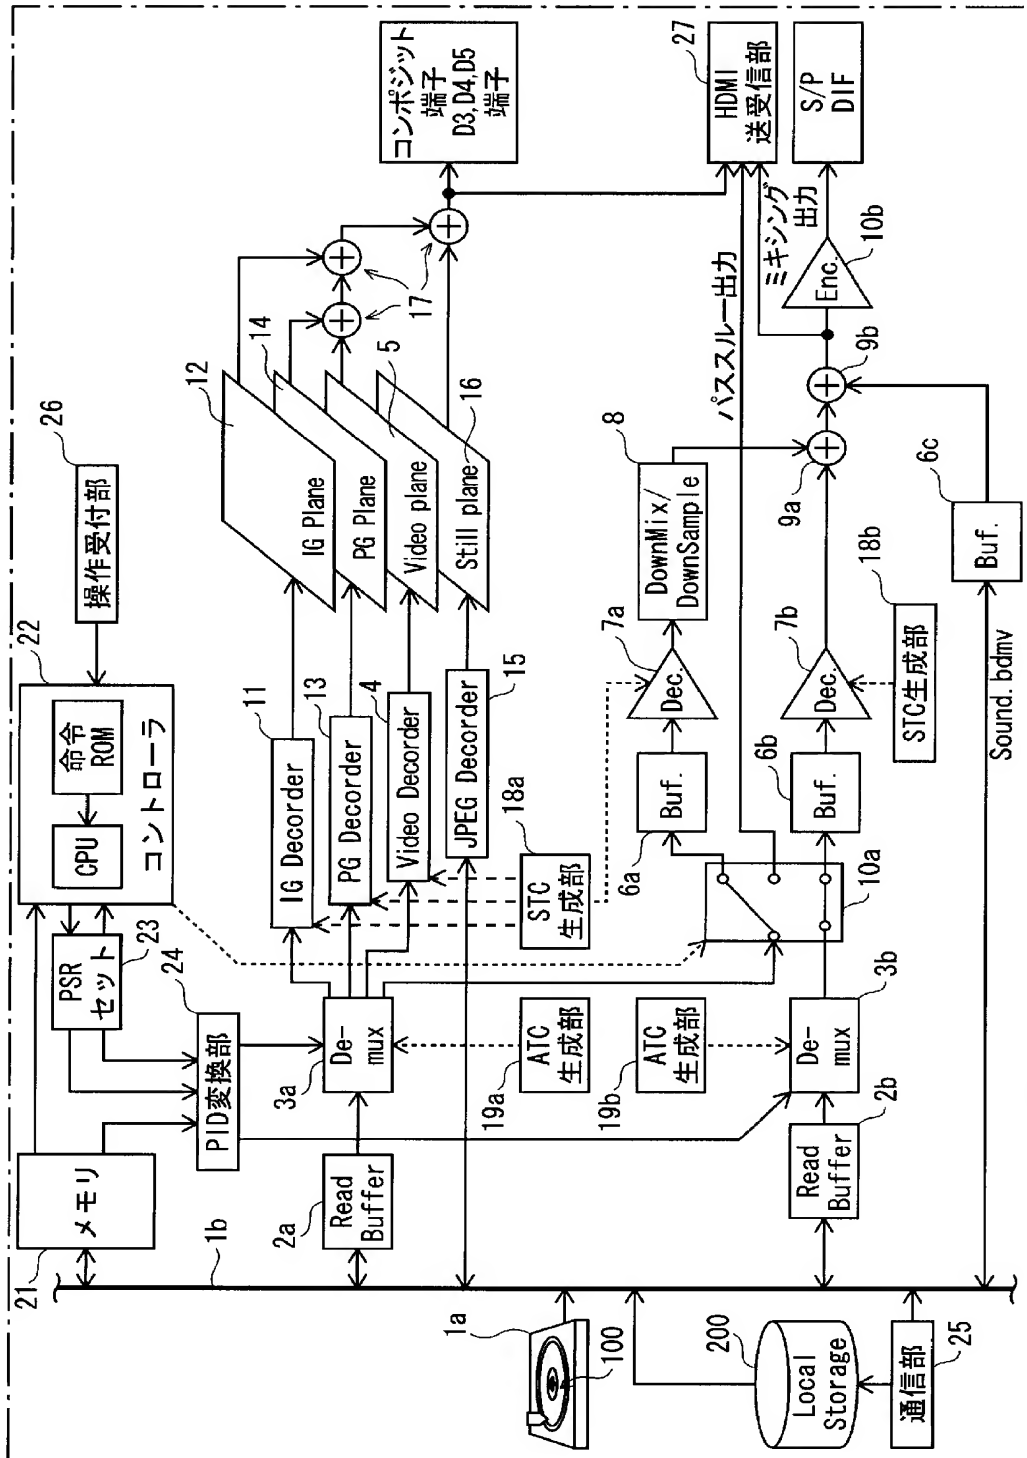 21
メモリ
22
命令
ROM
CPU
コントローラ
26
操作受付部
PSR
セット
23
24
PID変換部
1b
2a
Read
Buffer
3a
De-
mux
11
IG Decorder
13
PG Decorder
4
Video Decorder
JPEG Decorder
15
12
IG Plane
14
PG Plane
5
Video plane
Still plane
16
17
コンポジット
端子
D3,D4,D5
端子
27
HDMI
送受信部
S/P
DIF
18a
STC
生成部
19a
ATC
生成部
19b
ATC
生成部
1a
100
200
Local
Storage
通信部
25
Read
Buffer
2b
De-
mux
3b
10a
6a
Buf.
7a
Dec.
8
DownMix/
DownSample
パススルー出力
ミキシング
出力
6b
Buf.
7b
Dec.
STC生成部
18b
9a
9b
Enc.
10b
6c
Buf.
Sound.bdmv